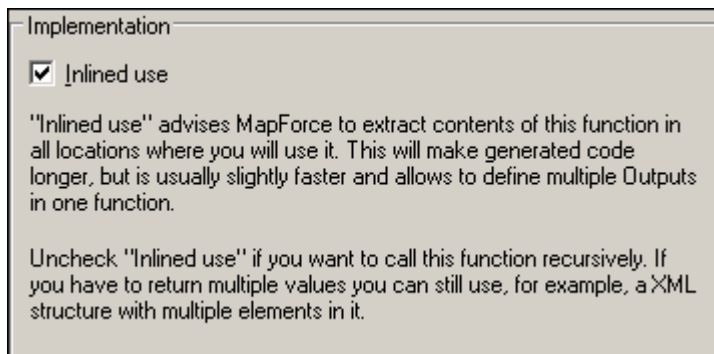 Implementation
Inlined use
"Inlined use" advises MapForce to extract contents of this function in
all locations where you will use it. This will make generated code
longer, but is usually slightly faster and allows to define multiple Outputs
in one function.
Uncheck "Inlined use" if you want to call this function recursively. If
you have to return multiple values you can still use, for example, a XML
structure with multiple elements in it.